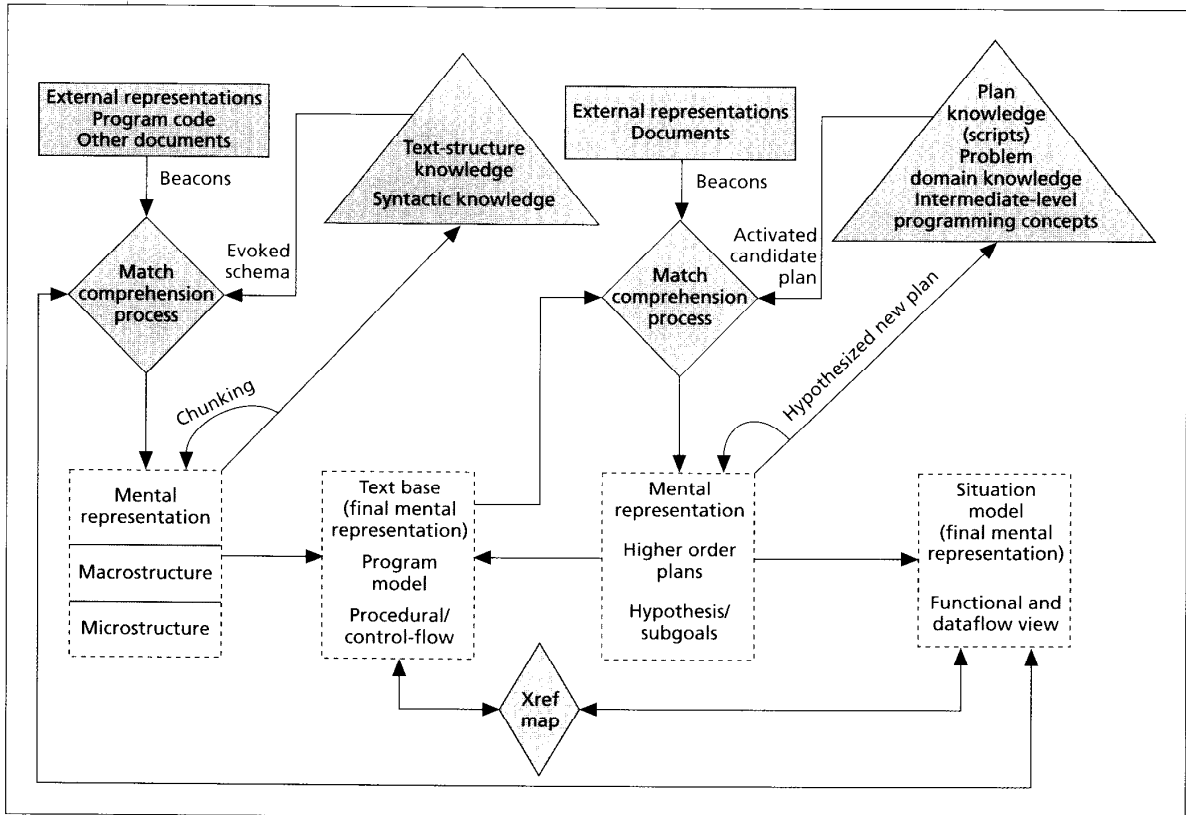 External representations
Program code
Other documents
Beacons
Evoked
schema
Text-structure
knowledge
Syntactic knowledge
Match
comprehension
process
Chunking
Mental
representation
Macrostructure
Microstructure
Text base
(final mental
representation)
Program
model
Procedural/
control-flow
External representations
Documents
Beacons
Activated
candidate
plan
Plan
knowledge
(scripts)
Problem
domain knowledge
Intermediate-level
programming concepts
Match
comprehension
process
Hypothesized new plan
Mental
representation
Higher order
plans
Hypothesis/
subgoals
Situation
model
(final mental
representation)
Functional and
dataflow view
Xref
map